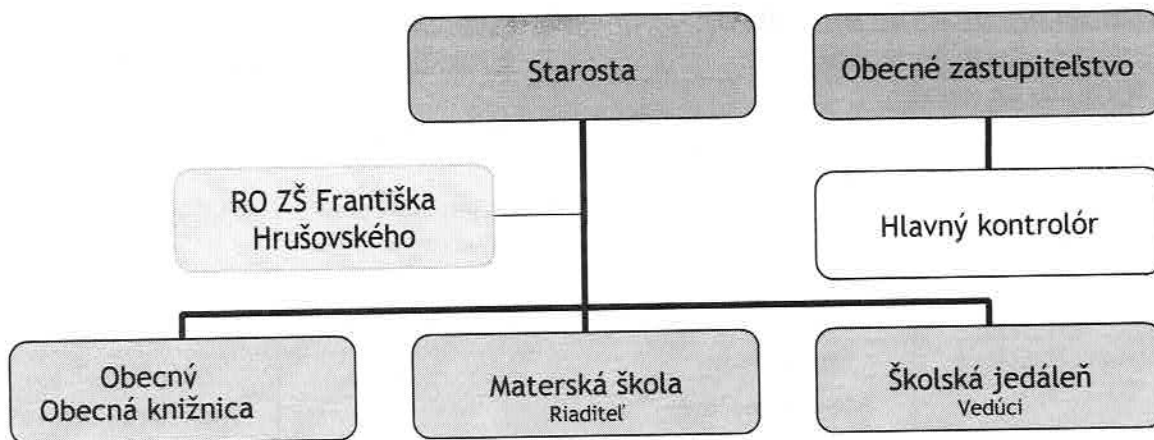 Starosta
Obecné zastupiteľstvo
RO ZŠ Františka
Hrušovského
Hlavný kontrolór
Obecný
Obecná knižnica
Materská škola
Riaditeľ
Školská jedáleň
Vedúci